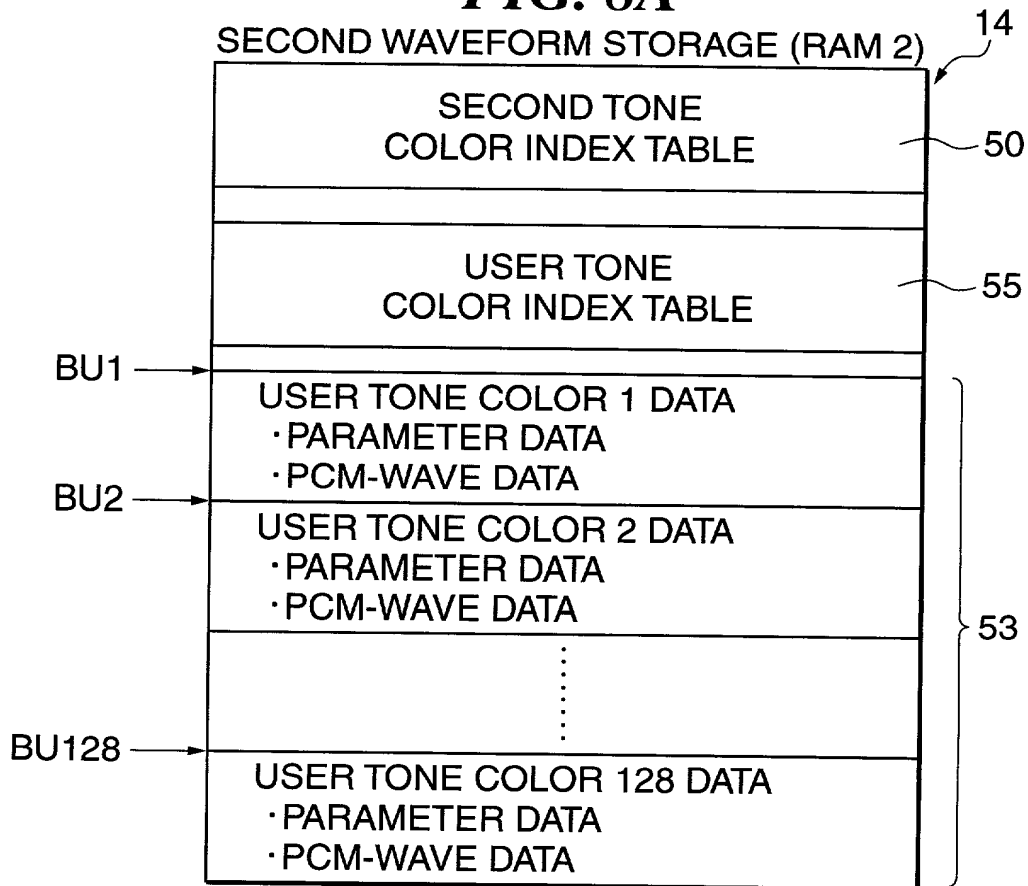 FIG. 8A
SECOND WAVEFORM STORAGE (RAM 2)
14
SECOND TONE
COLOR INDEX TABLE
50
USER TONE
COLOR INDEX TABLE
55
BU1
USER TONE COLOR 1 DATA
·PARAMETER DATA
·PCM-WAVE DATA
BU2
USER TONE COLOR 2 DATA
·PARAMETER DATA
·PCM-WAVE DATA
53
BU128
USER TONE COLOR 128 DATA
·PARAMETER DATA
·PCM-WAVE DATA